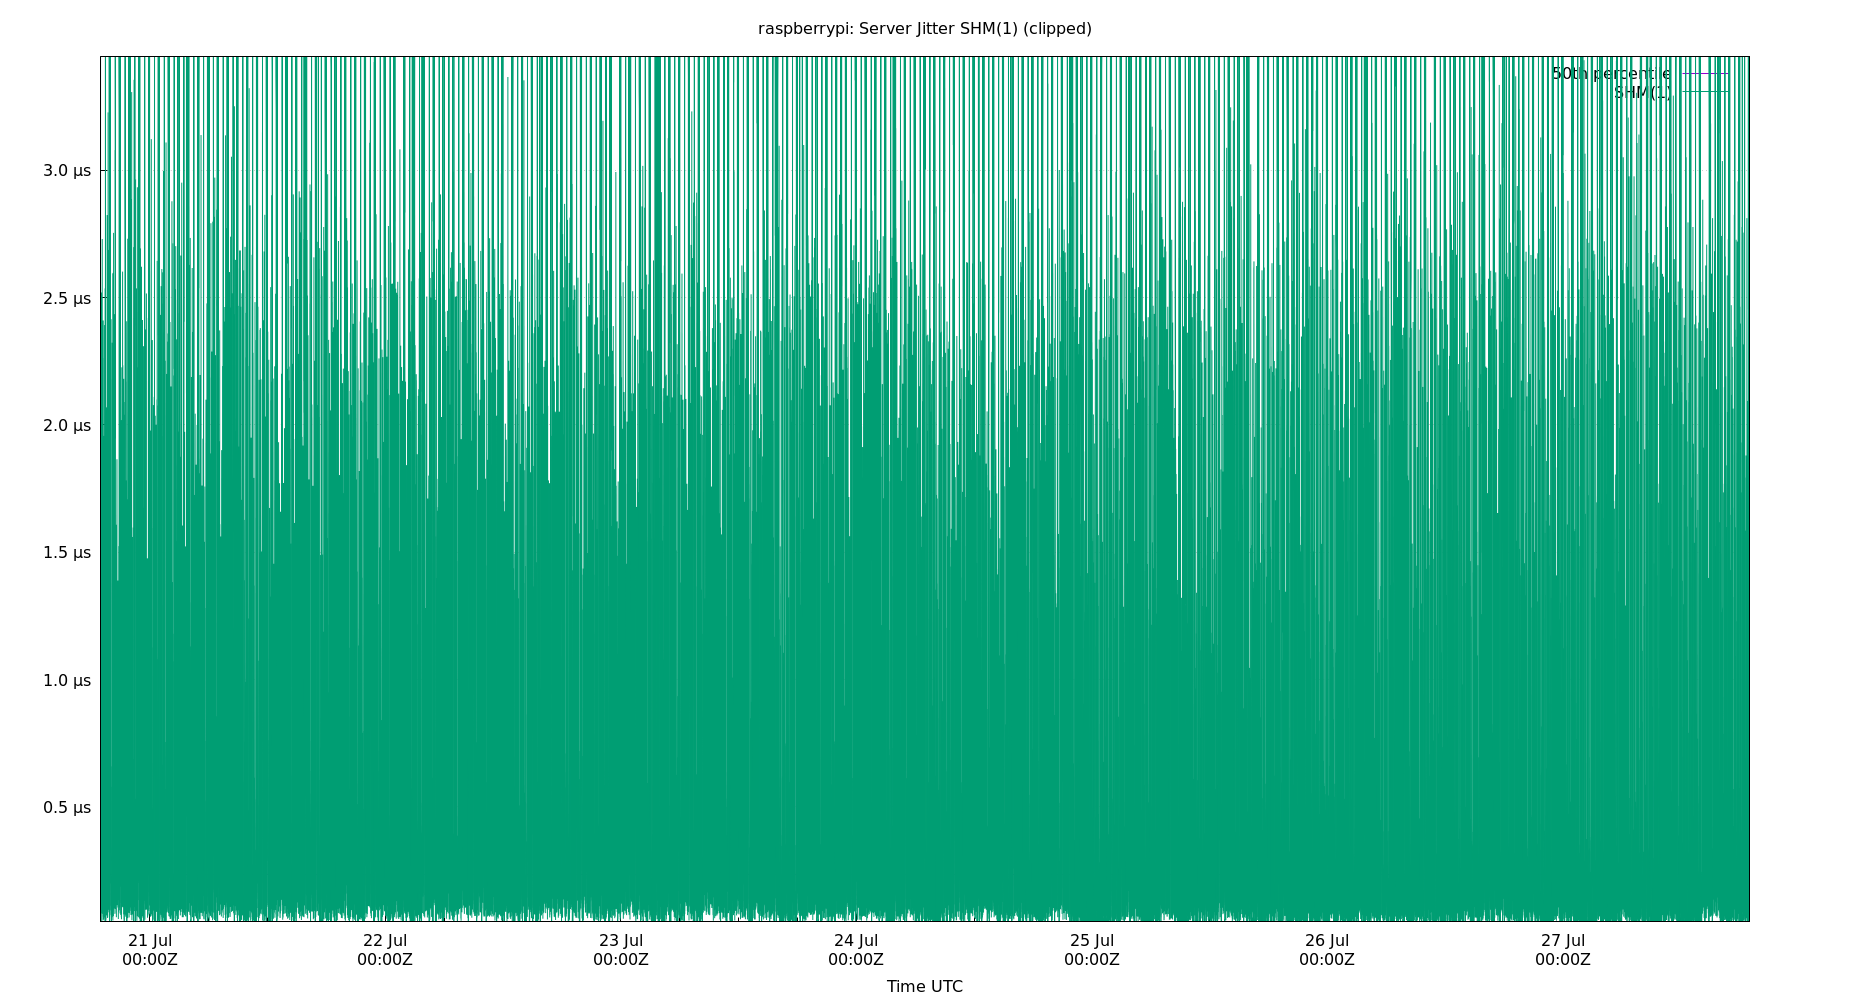 raspberrypi: Server Jitter SHM(1) (clipped)
50th percentile
SHM(1)
3.0 µs
2.5 µs
2.0 µs
1.5 µs
1.0 µs
0.5 µs
21 Jul 22 Jul 23 Jul 24 Jul 25 Jul 26 Jul 27 Jul
00:00Z 00:00Z 00:00Z 00:00Z 00:00Z 00:00Z 00:00Z
Time UTC